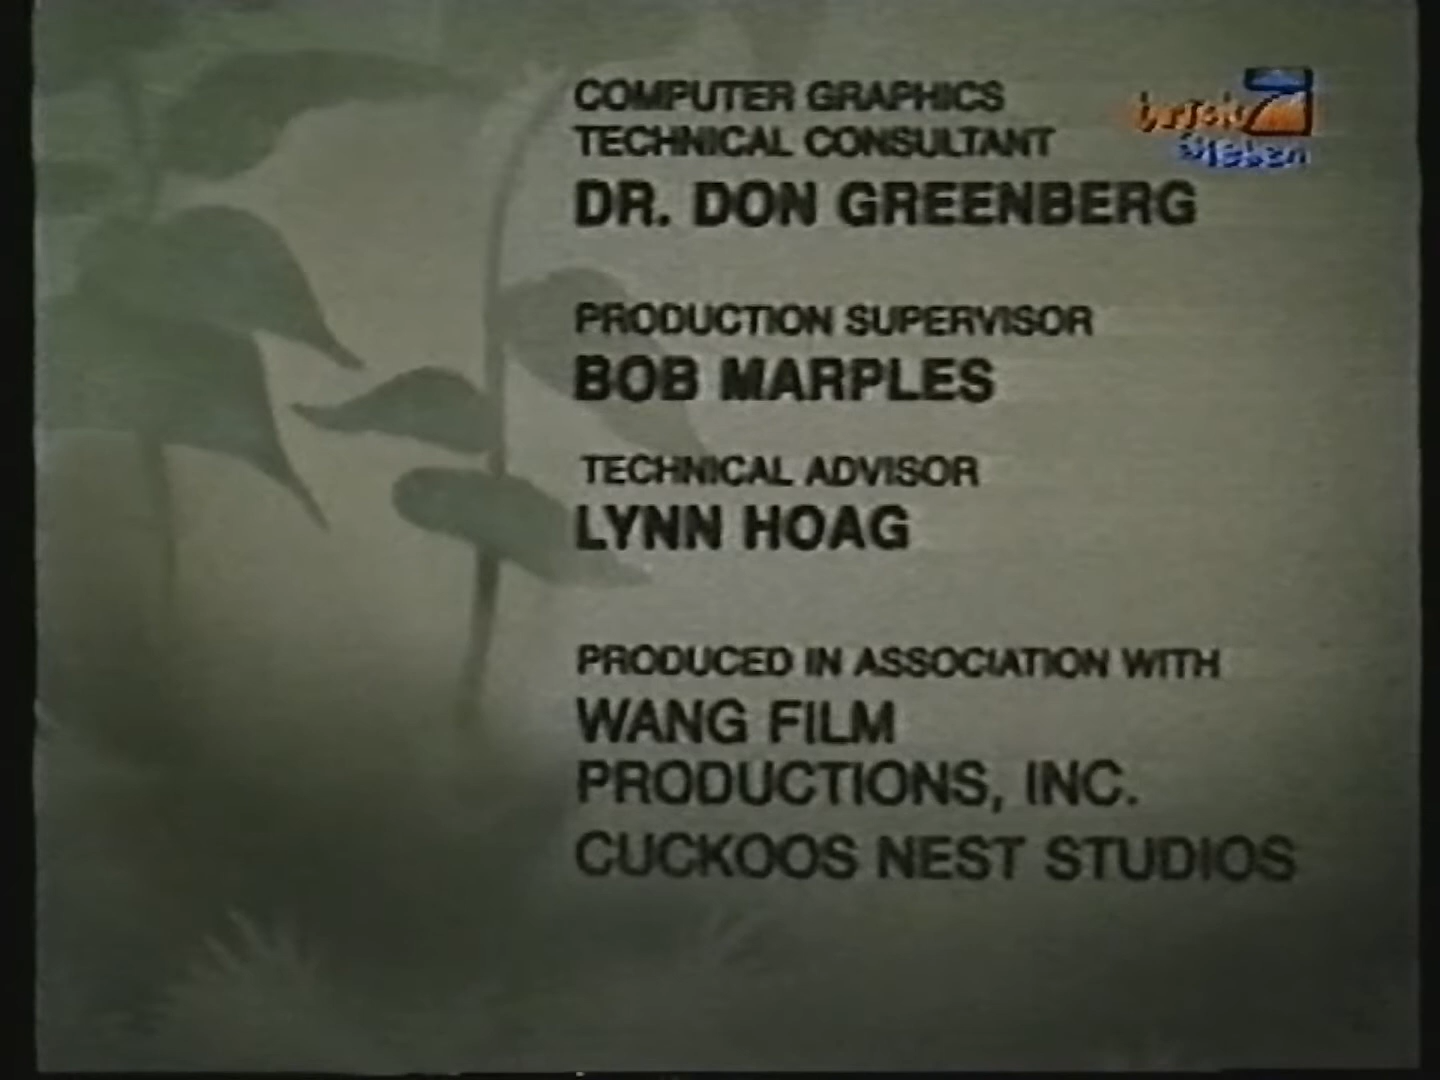 COMPUTER GRAPHICS
TECHNICAL CONSULTANT
DR. DON GREENBERG
PRODUCTION SUPERVISOR
BOB MARPLES
TECHNICAL ADVISOR
LYNN HOAG
PRODUCED IN ASSOCIATION WITH
WANG FILM
PRODUCTIONS, INC.
CUCKOOS NEST STUDIOS